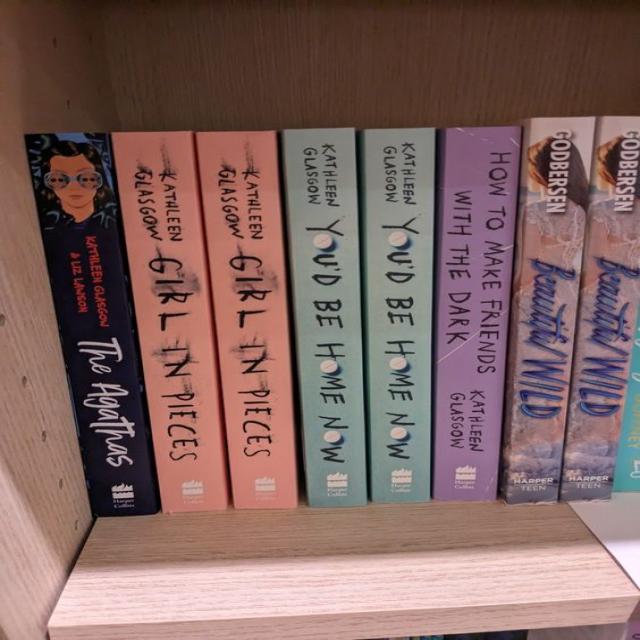 KATHLEEN GLASGOW
& LIZ LAWSON
The Agathas
Harper
Collins
KATHLEEN
GLASGOW
GIRL IN PIECES
Harper
Collins
KATHLEEN
GLASGOW
GIRL IN PIECES
Harper
Collins
KATHLEEN
GLASGOW
YOU'D BE HOME NOW
Harper
Collins
KATHLEEN
GLASGOW
YOU'D BE HOME NOW
Harper
Collins
HOW TO MAKE FRIENDS
WITH THE DARK
KATHLEEN
GLASGOW
Harper
Collins
GODBERSEN
Beautiful WILD
HARPER
TEEN
GODBERSEN
Beautiful WILD
HARPER
TEEN